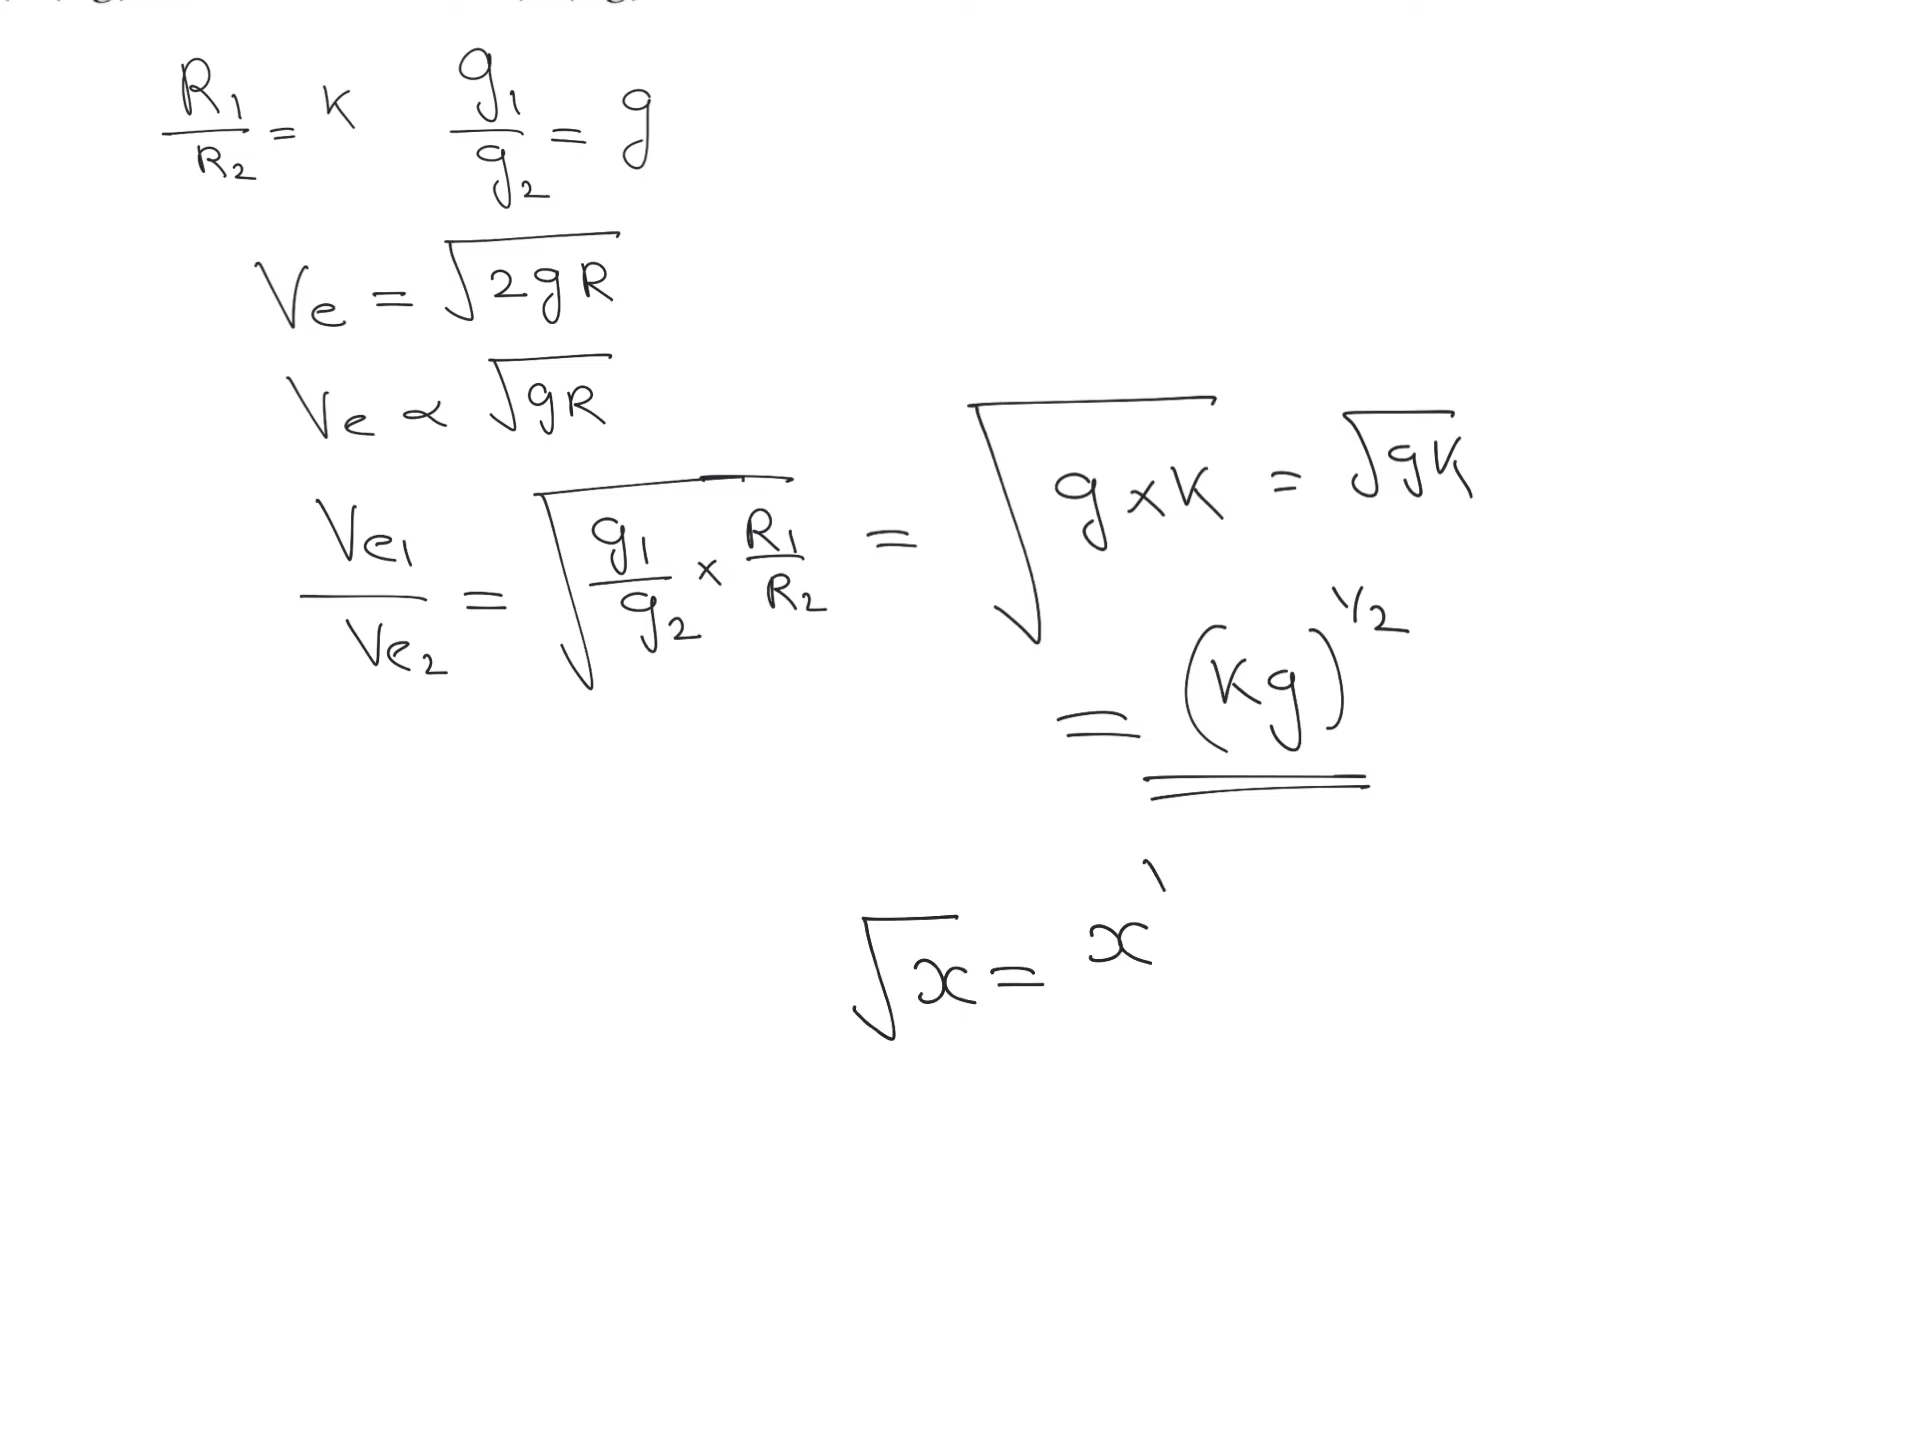 R₁/R₂ = K    g₁/g₂ = g
Ve = √2gR
Ve ∝ √gR
Ve₁/Ve₂ = √(g₁/g₂ × R₁/R₂) = √g×K = √gK
= (Kg)^1/2
√x = x^1